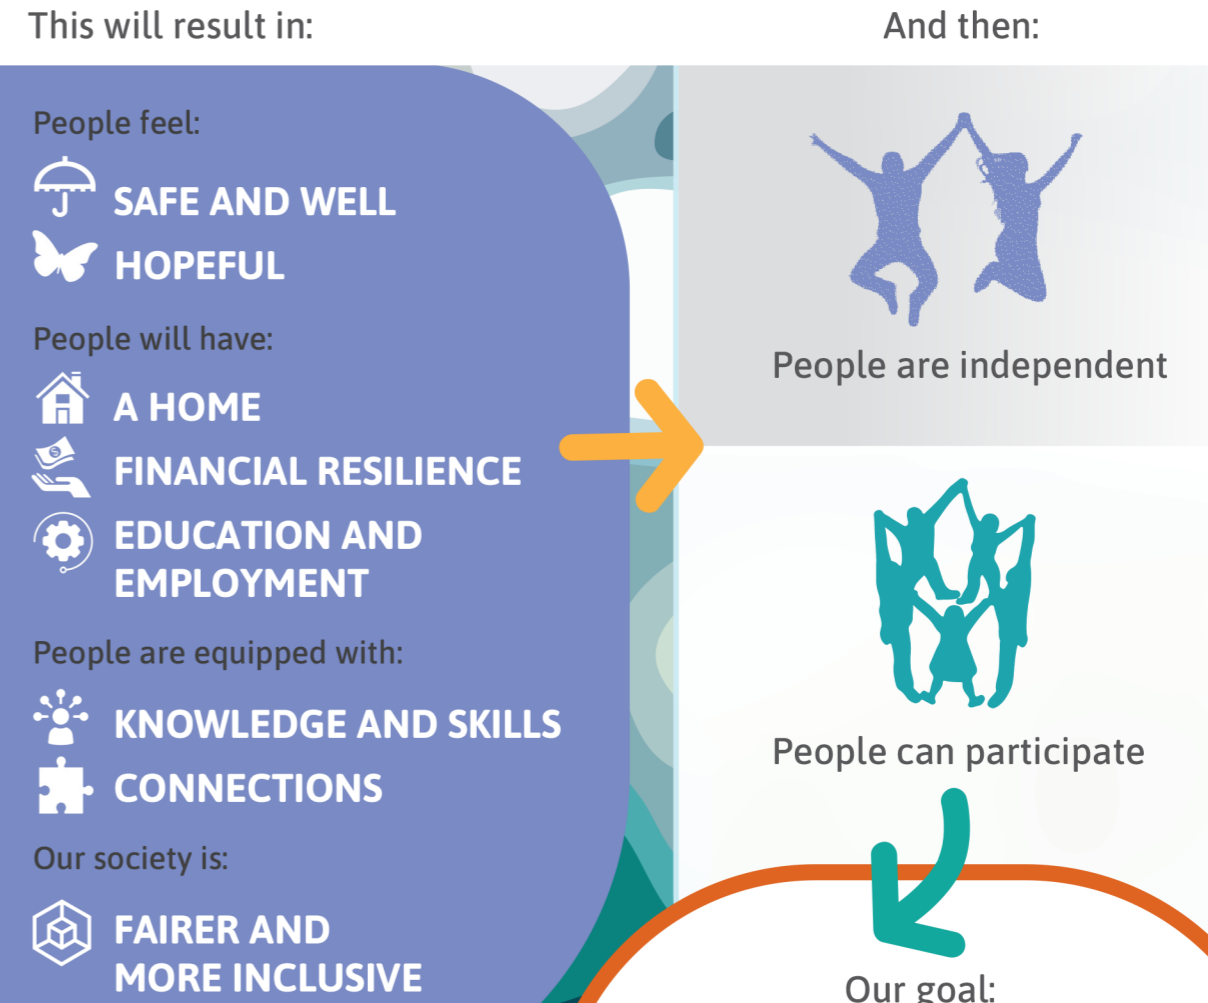 This will result in:
People feel:
SAFE AND WELL
HOPEFUL
People will have:
A HOME
FINANCIAL RESILIENCE
EDUCATION AND
EMPLOYMENT
People are equipped with:
KNOWLEDGE AND SKILLS
CONNECTIONS
Our society is:
FAIRER AND
MORE INCLUSIVE
And then:
People are independent
People can participate
Our goal: